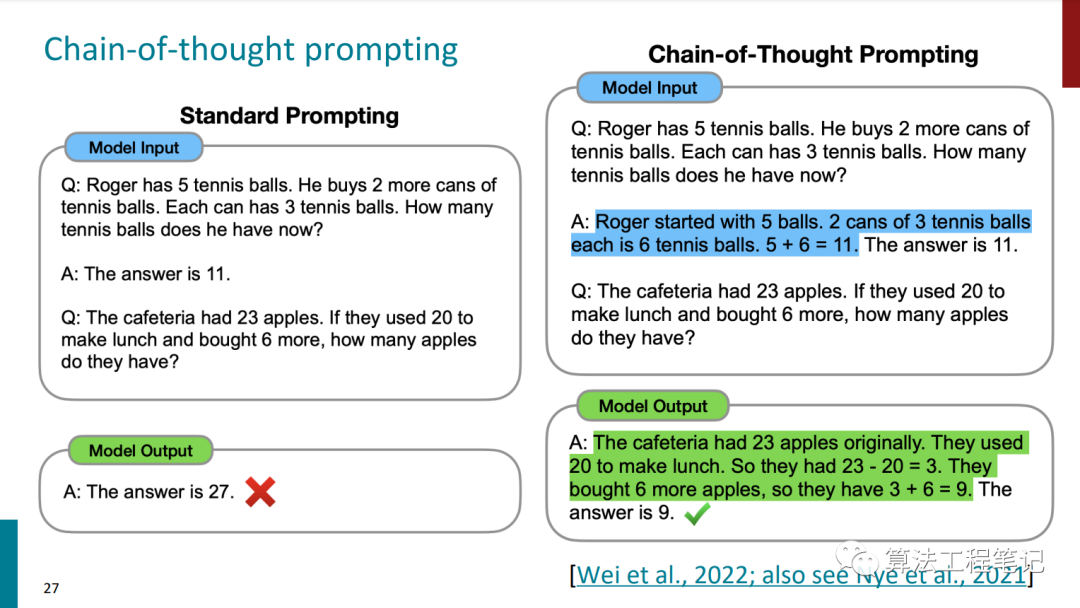 Chain-of-thought prompting
Standard Prompting
Model Input
Q: Roger has 5 tennis balls. He buys 2 more cans of
tennis balls. Each can has 3 tennis balls. How many
tennis balls does he have now?
A: The answer is 11.
Q: The cafeteria had 23 apples. If they used 20 to
make lunch and bought 6 more, how many apples
do they have?
Model Output
A: The answer is 27.
Chain-of-Thought Prompting
Model Input
Q: Roger has 5 tennis balls. He buys 2 more cans of
tennis balls. Each can has 3 tennis balls. How many
tennis balls does he have now?
A: Roger started with 5 balls. 2 cans of 3 tennis balls
each is 6 tennis balls. 5 + 6 = 11. The answer is 11.
Q: The cafeteria had 23 apples. If they used 20 to
make lunch and bought 6 more, how many apples
do they have?
Model Output
A: The cafeteria had 23 apples originally. They used
20 to make lunch. So they had 23 - 20 = 3. They
bought 6 more apples, so they have 3 + 6 = 9. The
answer is 9.
算法工程笔记
[Wei et al., 2022; also see Nye et al., 2021]
27